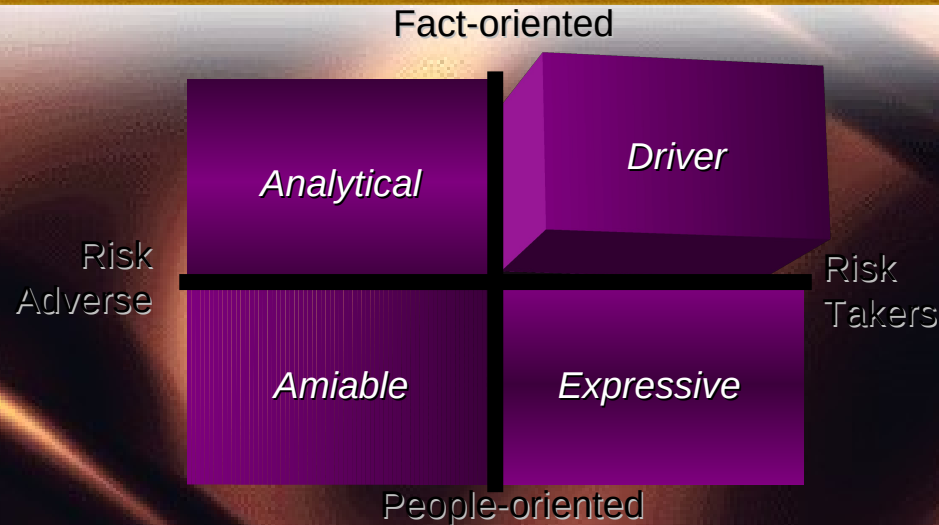 Fact-oriented
Analytical
Driver
Risk
Adverse
Risk
Takers
Amiable
Expressive
People-oriented